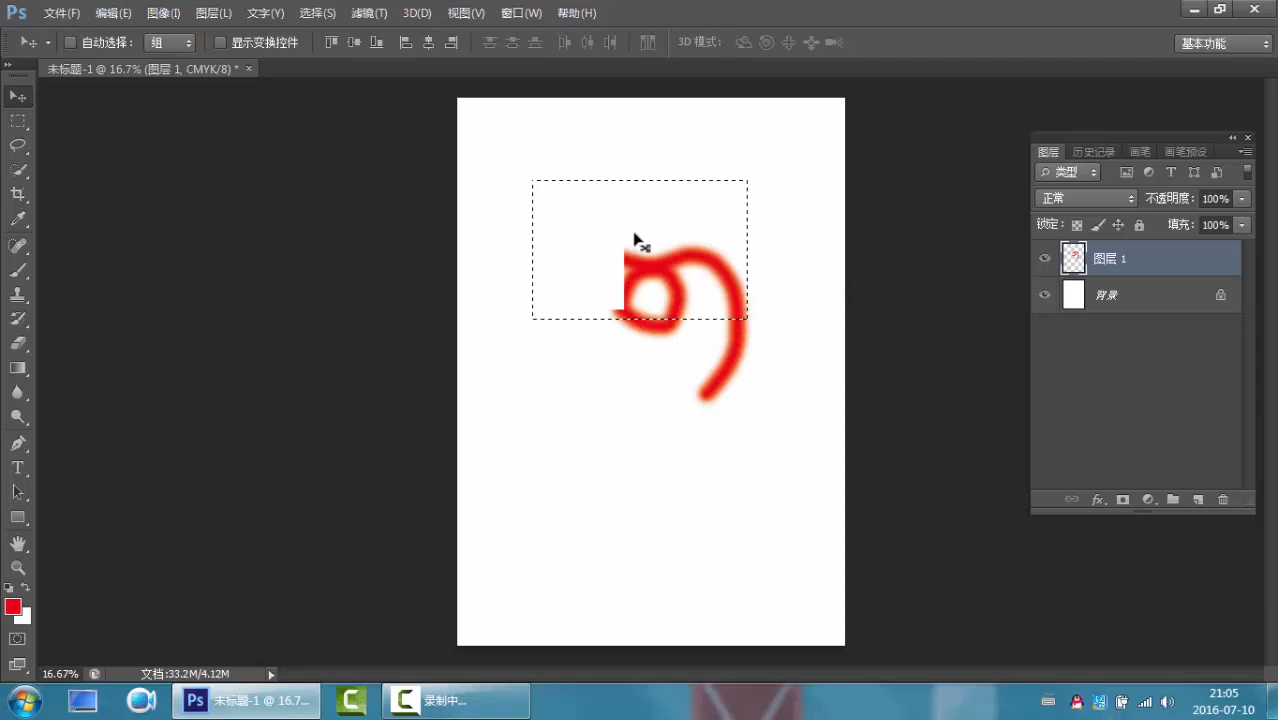 Ps 文件(F) 编辑(E) 图像(I) 图层(L) 文字(Y) 选择(S) 滤镜(T) 3D(D) 视图(V) 窗口(W) 帮助(H)
自动选择： 组 显示变换控件 3D 模式： 基本功能
未标题-1 @ 16.7% (图层 1, CMYK/8) * ×
图层 历史记录 画笔 画笔预设
类型
正常 不透明度： 100%
锁定： 填充： 100%
图层 1
背景
fx
T
16.67% 文档:33.2M/4.12M
Ps 未标题-1 @ 16.7... C C 录制中...
21:05
2016-07-10